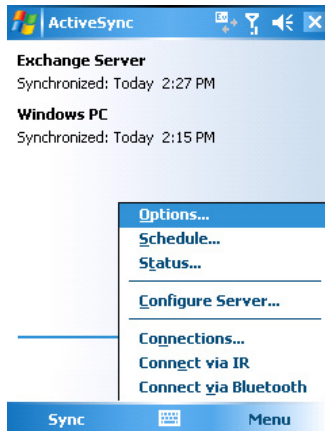 ActiveSync
Exchange Server
Synchronized: Today 2:27 PM
Windows PC
Synchronized: Today 2:15 PM
Options...
Schedule...
Status...
Configure Server...
Connections...
Connect via IR
Connect via Bluetooth
Sync Menu